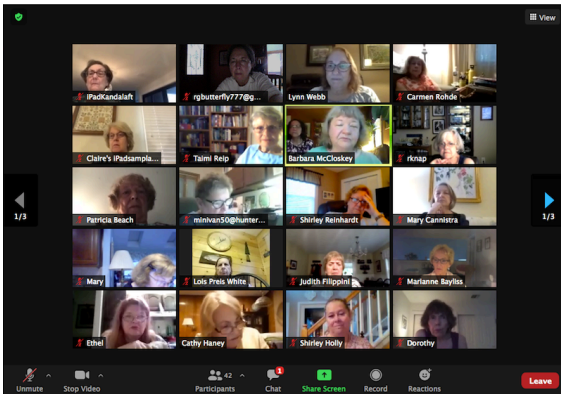 View
iPadKandalaft
rgbutterfly777@g...
Lynn Webb
Carmen Rohde
Claire's iPadsampla...
Taimi Reip
Barbara McCloskey
rknap
1/3
1/3
Patricia Beach
minivan50@hunter...
Shirley Reinhardt
Mary Cannistra
Mary
Lois Preis White
Judith Filippini
Marianne Bayliss
Ethel
Cathy Haney
Shirley Holly
Dorothy
42
1
Unmute
Stop Video
Participants
Chat
Share Screen
Record
Reactions
Leave